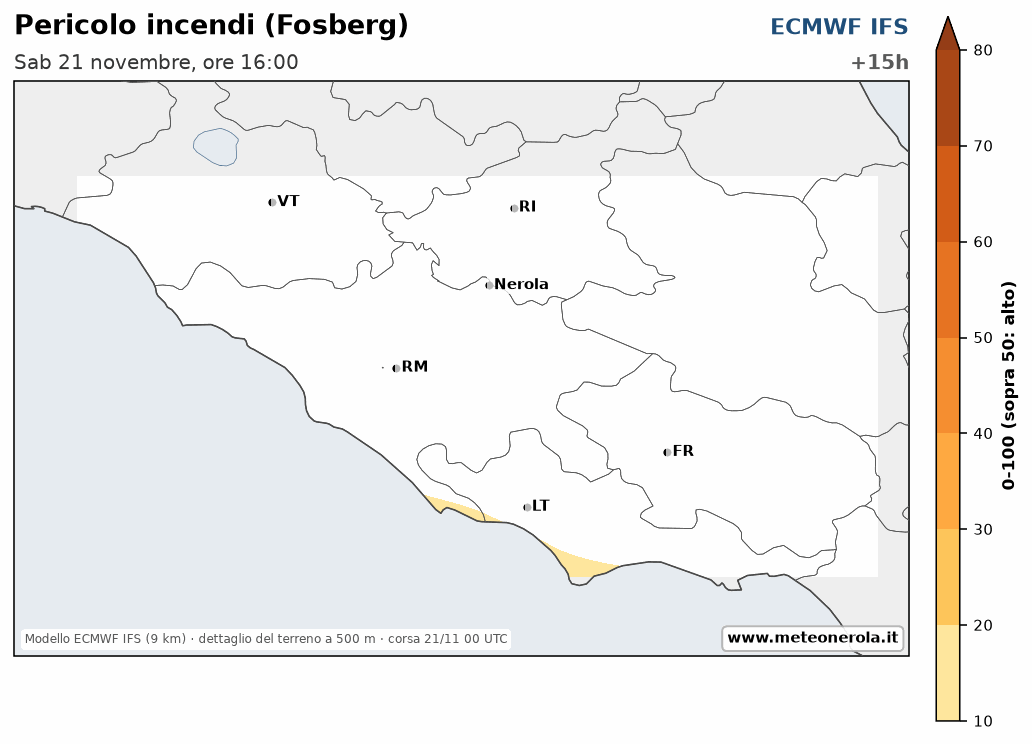 Pericolo incendi (Fosberg)
ECMWF IFS
Sab 21 novembre, ore 16:00
+15h
80
70
60
50
40
30
20
10
0-100 (sopra 50: alto)
VT
RI
Nerola
RM
FR
LT
Modello ECMWF IFS (9 km) · dettaglio del terreno a 500 m · corsa 21/11 00 UTC
www.meteonerola.it